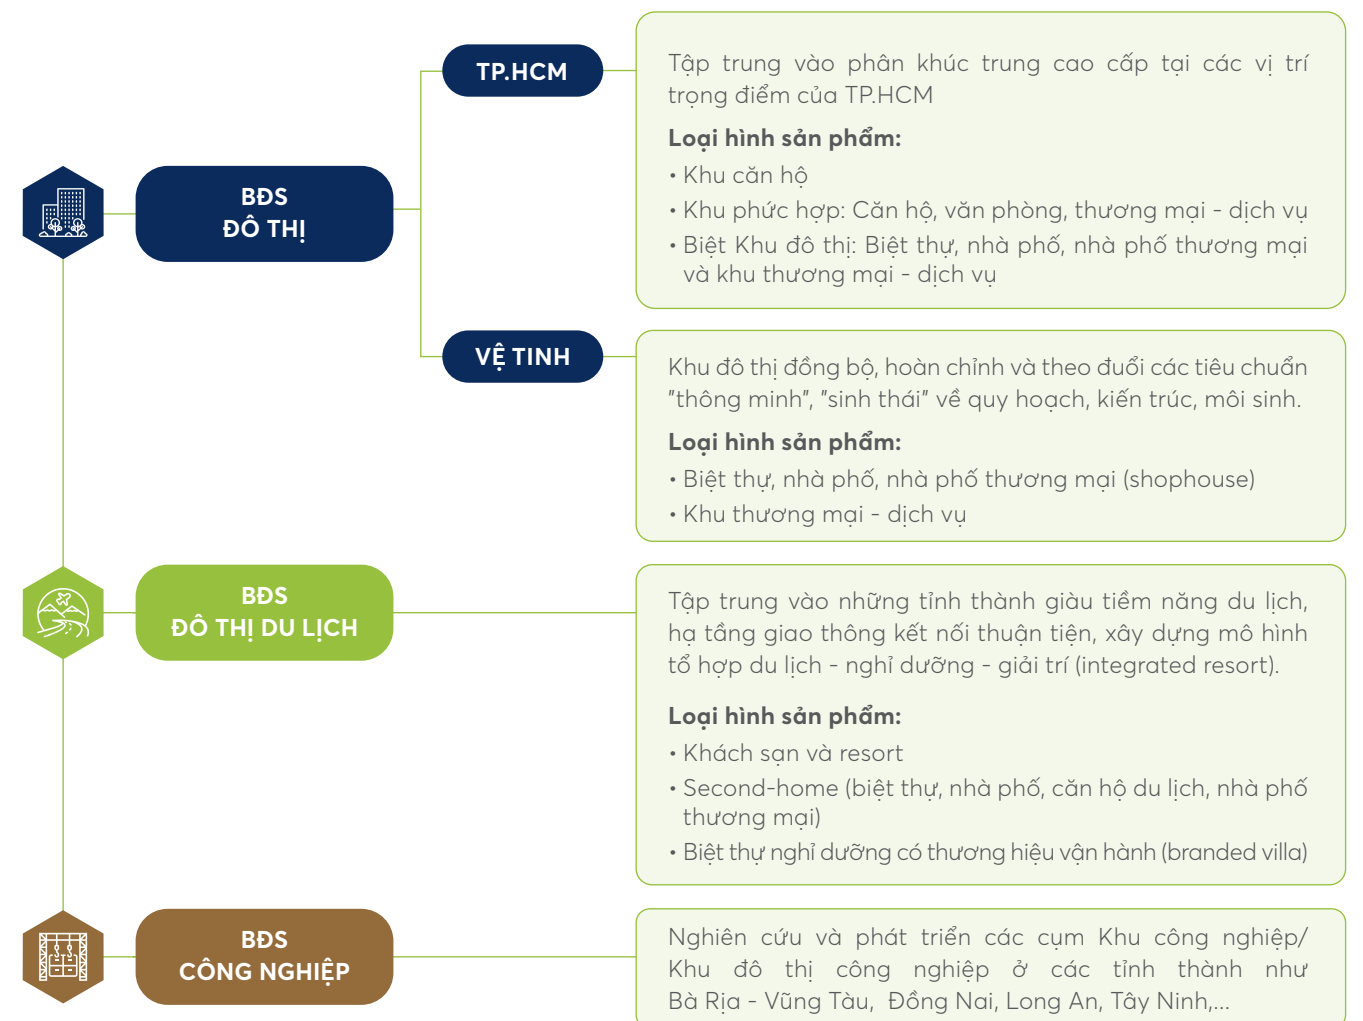 TP.HCM
Tập trung vào phân khúc trung cao cấp tại các vị trí
trọng điểm của TP.HCM
Loại hình sản phẩm:
• Khu căn hộ
• Khu phức hợp: Căn hộ, văn phòng, thương mại - dịch vụ
• Biệt Khu đô thị: Biệt thự, nhà phố, nhà phố thương mại
và khu thương mại - dịch vụ
BĐS
ĐÔ THỊ
VỆ TINH
Khu đô thị đồng bộ, hoàn chỉnh và theo đuổi các tiêu chuẩn
"thông minh", "sinh thái" về quy hoạch, kiến trúc, môi sinh.
Loại hình sản phẩm:
• Biệt thự, nhà phố, nhà phố thương mại (shophouse)
• Khu thương mại - dịch vụ
BĐS
ĐÔ THỊ DU LỊCH
Tập trung vào những tỉnh thành giàu tiềm năng du lịch,
hạ tầng giao thông kết nối thuận tiện, xây dựng mô hình
tổ hợp du lịch - nghỉ dưỡng - giải trí (integrated resort).
Loại hình sản phẩm:
• Khách sạn và resort
• Second-home (biệt thự, nhà phố, căn hộ du lịch, nhà phố
thương mại)
• Biệt thự nghỉ dưỡng có thương hiệu vận hành (branded villa)
BĐS
CÔNG NGHIỆP
Nghiên cứu và phát triển các cụm Khu công nghiệp/
Khu đô thị công nghiệp ở các tỉnh thành như
Bà Rịa - Vũng Tàu, Đồng Nai, Long An, Tây Ninh,...